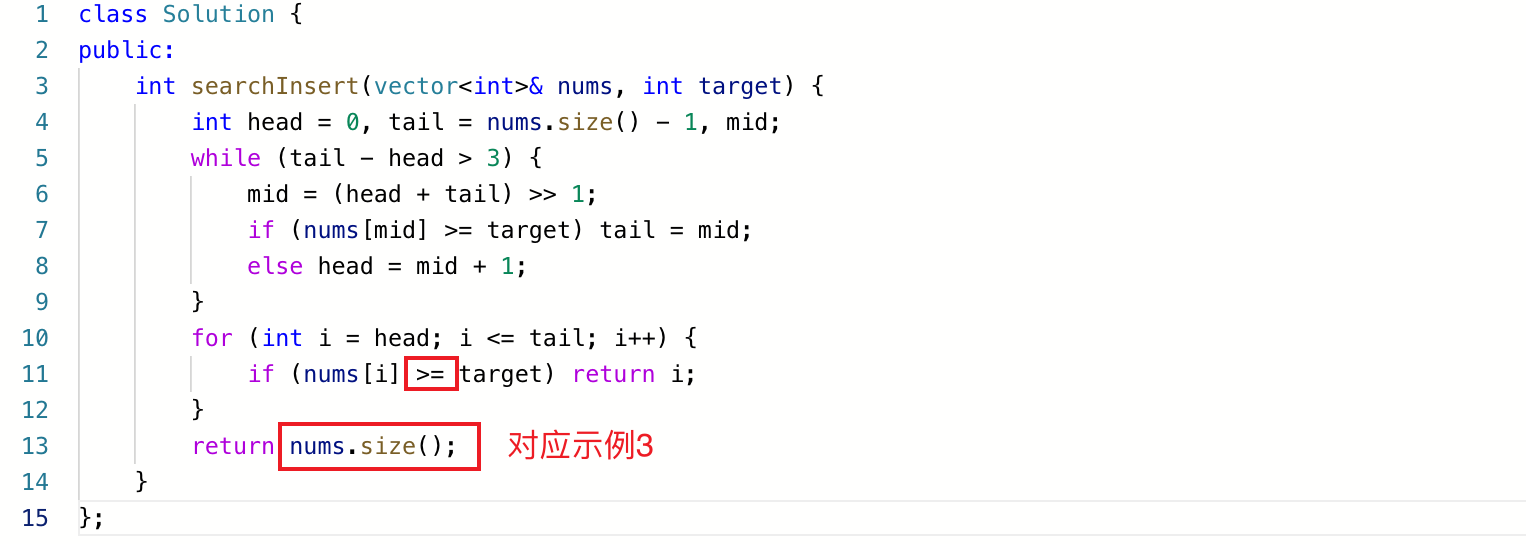 1 class Solution {
2 public:
3     int searchInsert(vector<int>& nums, int target) {
4         int head = 0, tail = nums.size() - 1, mid;
5         while (tail - head > 3) {
6             mid = (head + tail) >> 1;
7             if (nums[mid] >= target) tail = mid;
8             else head = mid + 1;
9         }
10         for (int i = head; i <= tail; i++) {
11             if (nums[i] >= target) return i;
12         }
13         return nums.size(); 对应示例3
14     }
15 };